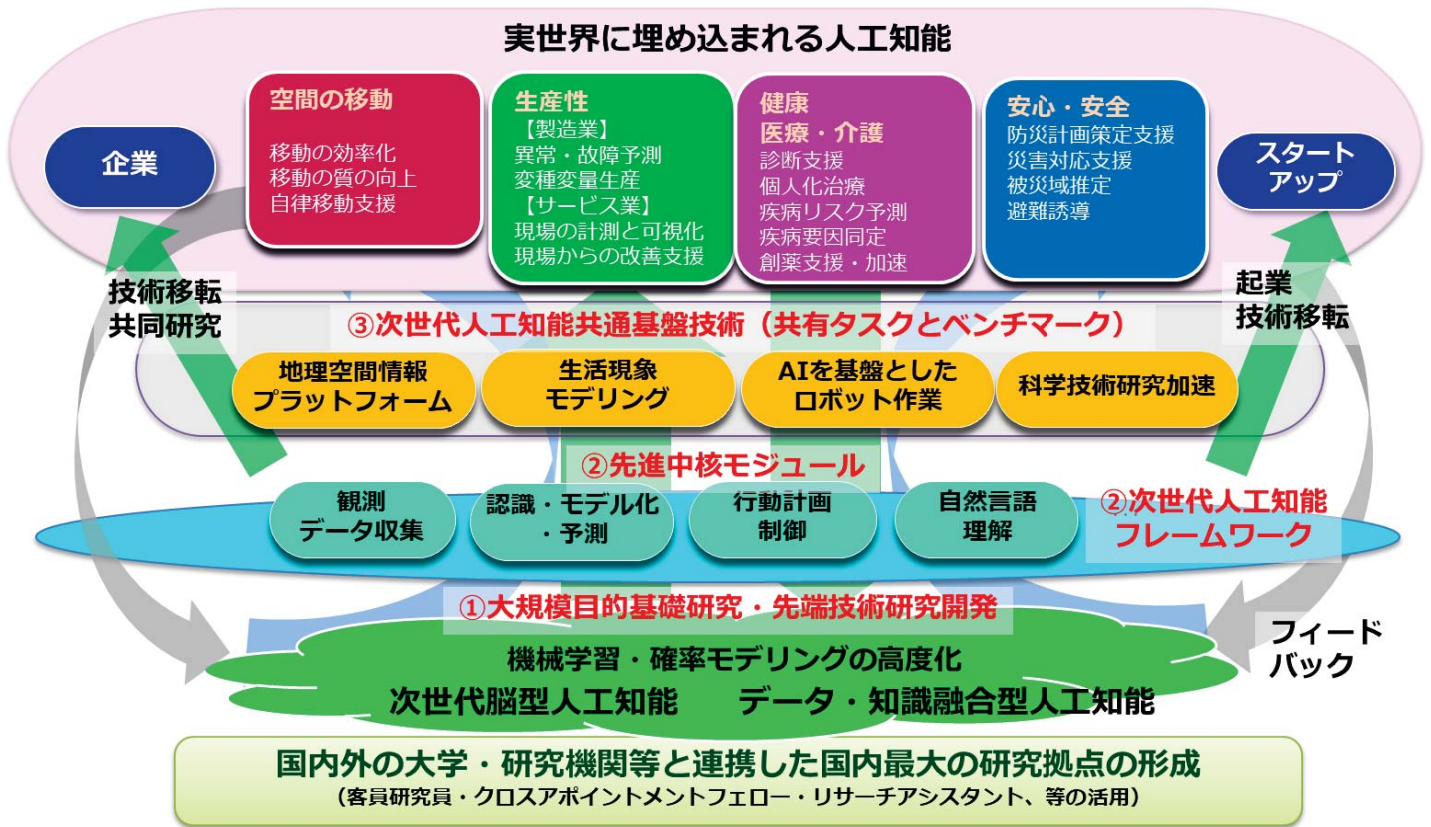 実世界に埋め込まれる人工知能
企業
空間の移動
移動の効率化
移動の質の向上
自律移動支援
生産性
【製造業】
異常・故障予測
変種変量生産
【サービス業】
現場の計測と可視化
現場からの改善支援
健康
医療・介護
診断支援
個人化治療
疾病リスク予測
疾病要因同定
創薬支援・加速
安心・安全
防災計画策定支援
災害対応支援
被災域推定
避難誘導
スタート
アップ
技術移転
共同研究
起業
技術移転
③次世代人工知能共通基盤技術（共有タスクとベンチマーク）
地理空間情報
プラットフォーム
生活現象
モデリング
AIを基盤とした
ロボット作業
科学技術研究加速
②先進中核モジュール
観測
データ収集
認識・モデル化
・予測
行動計画
制御
自然言語
理解
…
②次世代人工知能
フレームワーク
①大規模目的基礎研究・先端技術研究開発
機械学習・確率モデリングの高度化
次世代脳型人工知能
データ・知識融合型人工知能
フィード
バック
国内外の大学・研究機関等と連携した国内最大の研究拠点の形成
（客員研究員・クロスアポイントメントフェロー・リサーチアシスタント、等の活用）